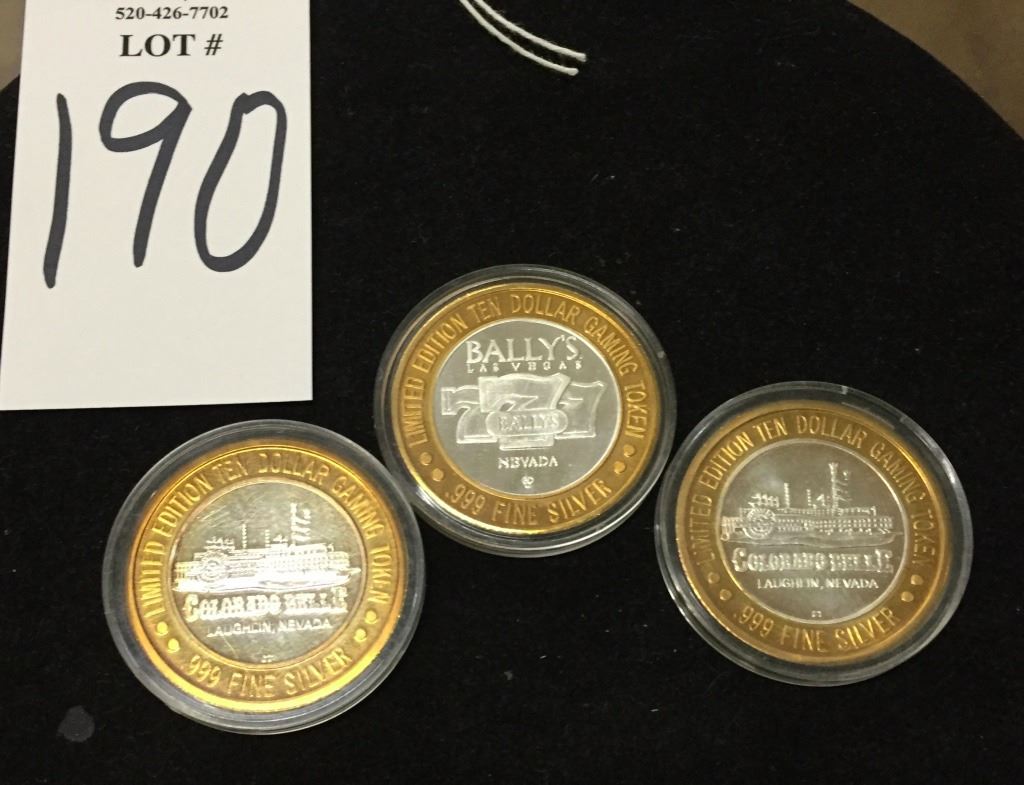 520-426-7702
LOT #
190
LIMITED EDITION TEN DOLLAR GAMING TOKEN
BALLY'S
LAS VEGAS
777
BALLY'S
NEVADA
.999 FINE SILVER
LIMITED EDITION TEN DOLLAR GAMING TOKEN
COLORADO BELLE
LAUGHLIN, NEVADA
.999 FINE SILVER
LIMITED EDITION TEN DOLLAR GAMING TOKEN
COLORADO BELLE
LAUGHLIN, NEVADA
.999 FINE SILVER